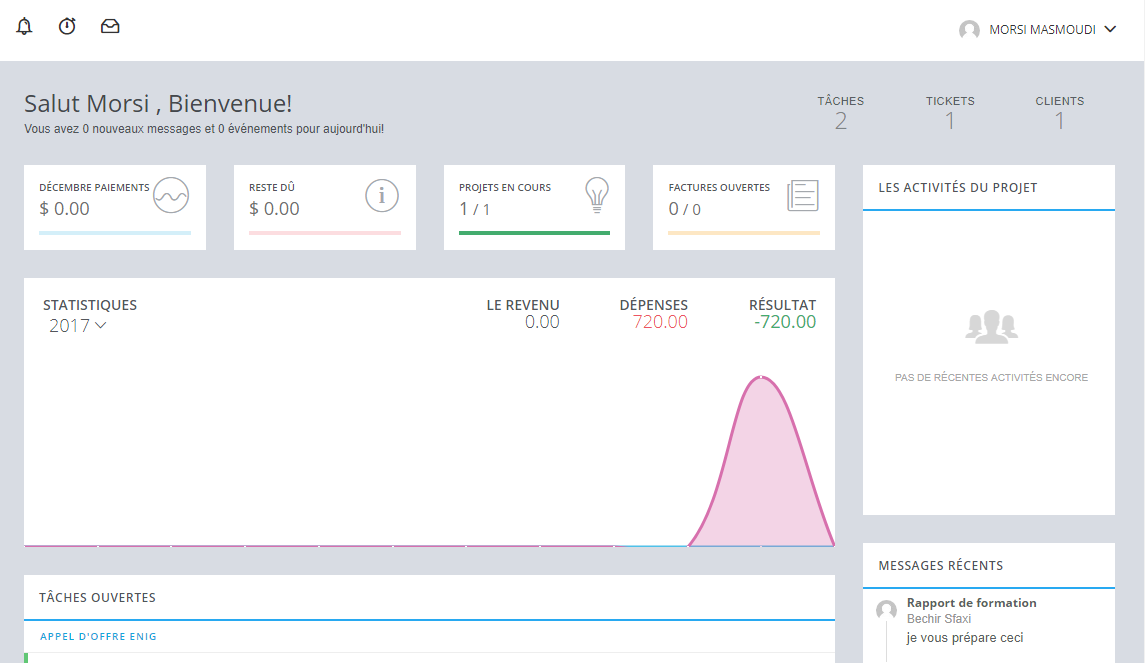 MORSI MASMOUDI
Salut Morsi , Bienvenue!
Vous avez 0 nouveaux messages et 0 événements pour aujourd'hui!
TÂCHES
2
TICKETS
1
CLIENTS
1
DÉCEMBRE PAIEMENTS
$ 0.00
RESTE DÛ
$ 0.00
PROJETS EN COURS
1 / 1
FACTURES OUVERTES
0 / 0
LES ACTIVITÉS DU PROJET
PAS DE RÉCENTES ACTIVITÉS ENCORE
STATISTIQUES
2017
LE REVENU
0.00
DÉPENSES
720.00
RÉSULTAT
-720.00
TÂCHES OUVERTES
APPEL D'OFFRE ENIG
MESSAGES RÉCENTS
Rapport de formation
Bechir Sfaxi
je vous prépare ceci